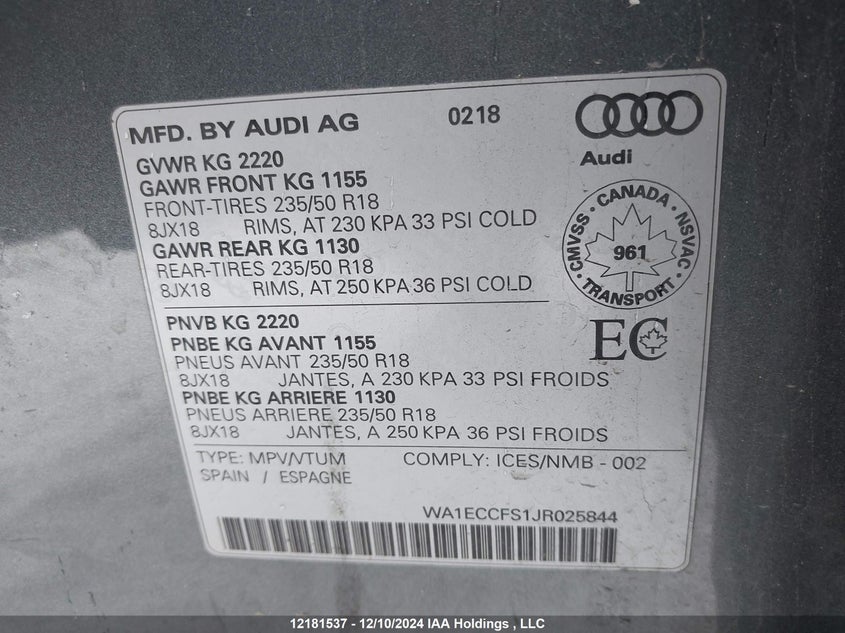 MFD. BY AUDI AG 0218
Audi
GVWR KG 2220
GAWR FRONT KG 1155
FRONT-TIRES 235/50 R18
8JX18 RIMS, AT 230 KPA 33 PSI COLD
GAWR REAR KG 1130
REAR-TIRES 235/50 R18
8JX18 RIMS, AT 250 KPA 36 PSI COLD
CMVSS · CANADA · NSVAC · TRANSPORT ·
961
PNVB KG 2220
PNBE KG AVANT 1155
PNEUS AVANT 235/50 R18
8JX18 JANTES, A 230 KPA 33 PSI FROIDS
PNBE KG ARRIERE 1130
PNEUS ARRIERE 235/50 R18
8JX18 JANTES, A 250 KPA 36 PSI FROIDS
EC
TYPE: MPV/VTUM COMPLY: ICES/NMB - 002
SPAIN / ESPAGNE
WA1ECCFS1JR025844
12181537 - 12/10/2024 IAA Holdings , LLC